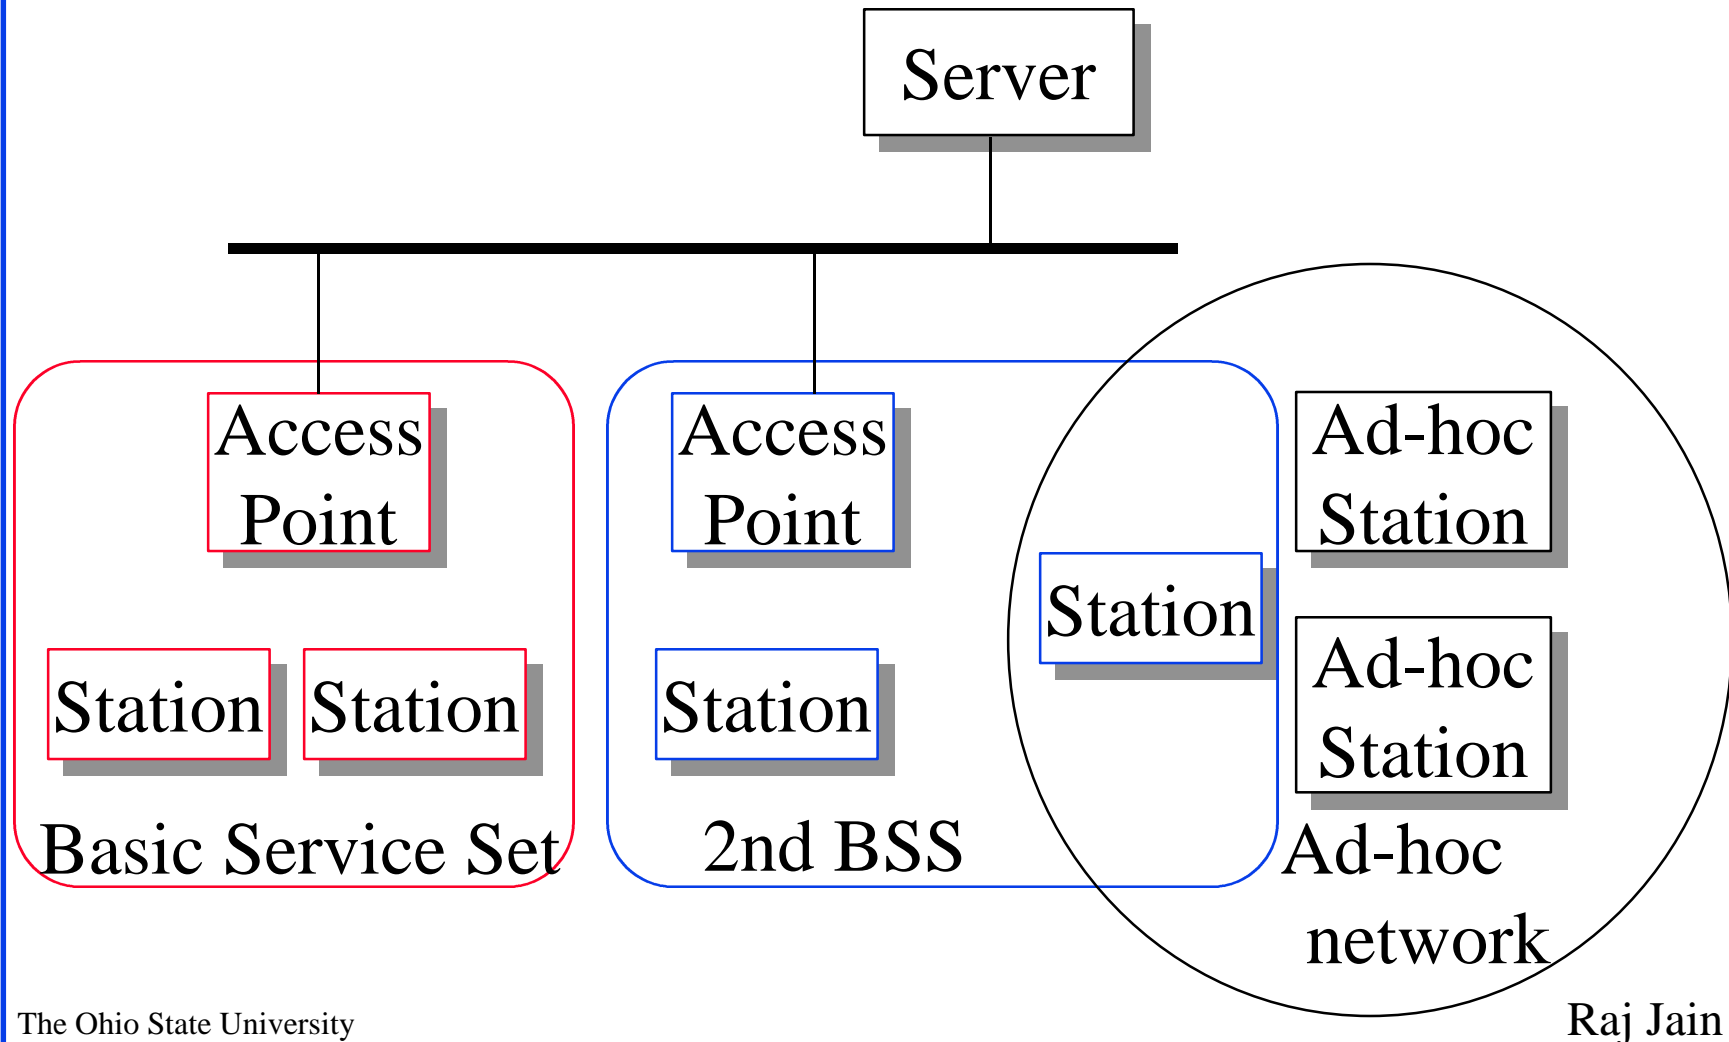 Server
Access
Point
Access
Point
Ad-hoc
Station
Station
Ad-hoc
Station
Station
Station
Station
Basic Service Set
2nd BSS
Ad-hoc
network
The Ohio State University
Raj Jain